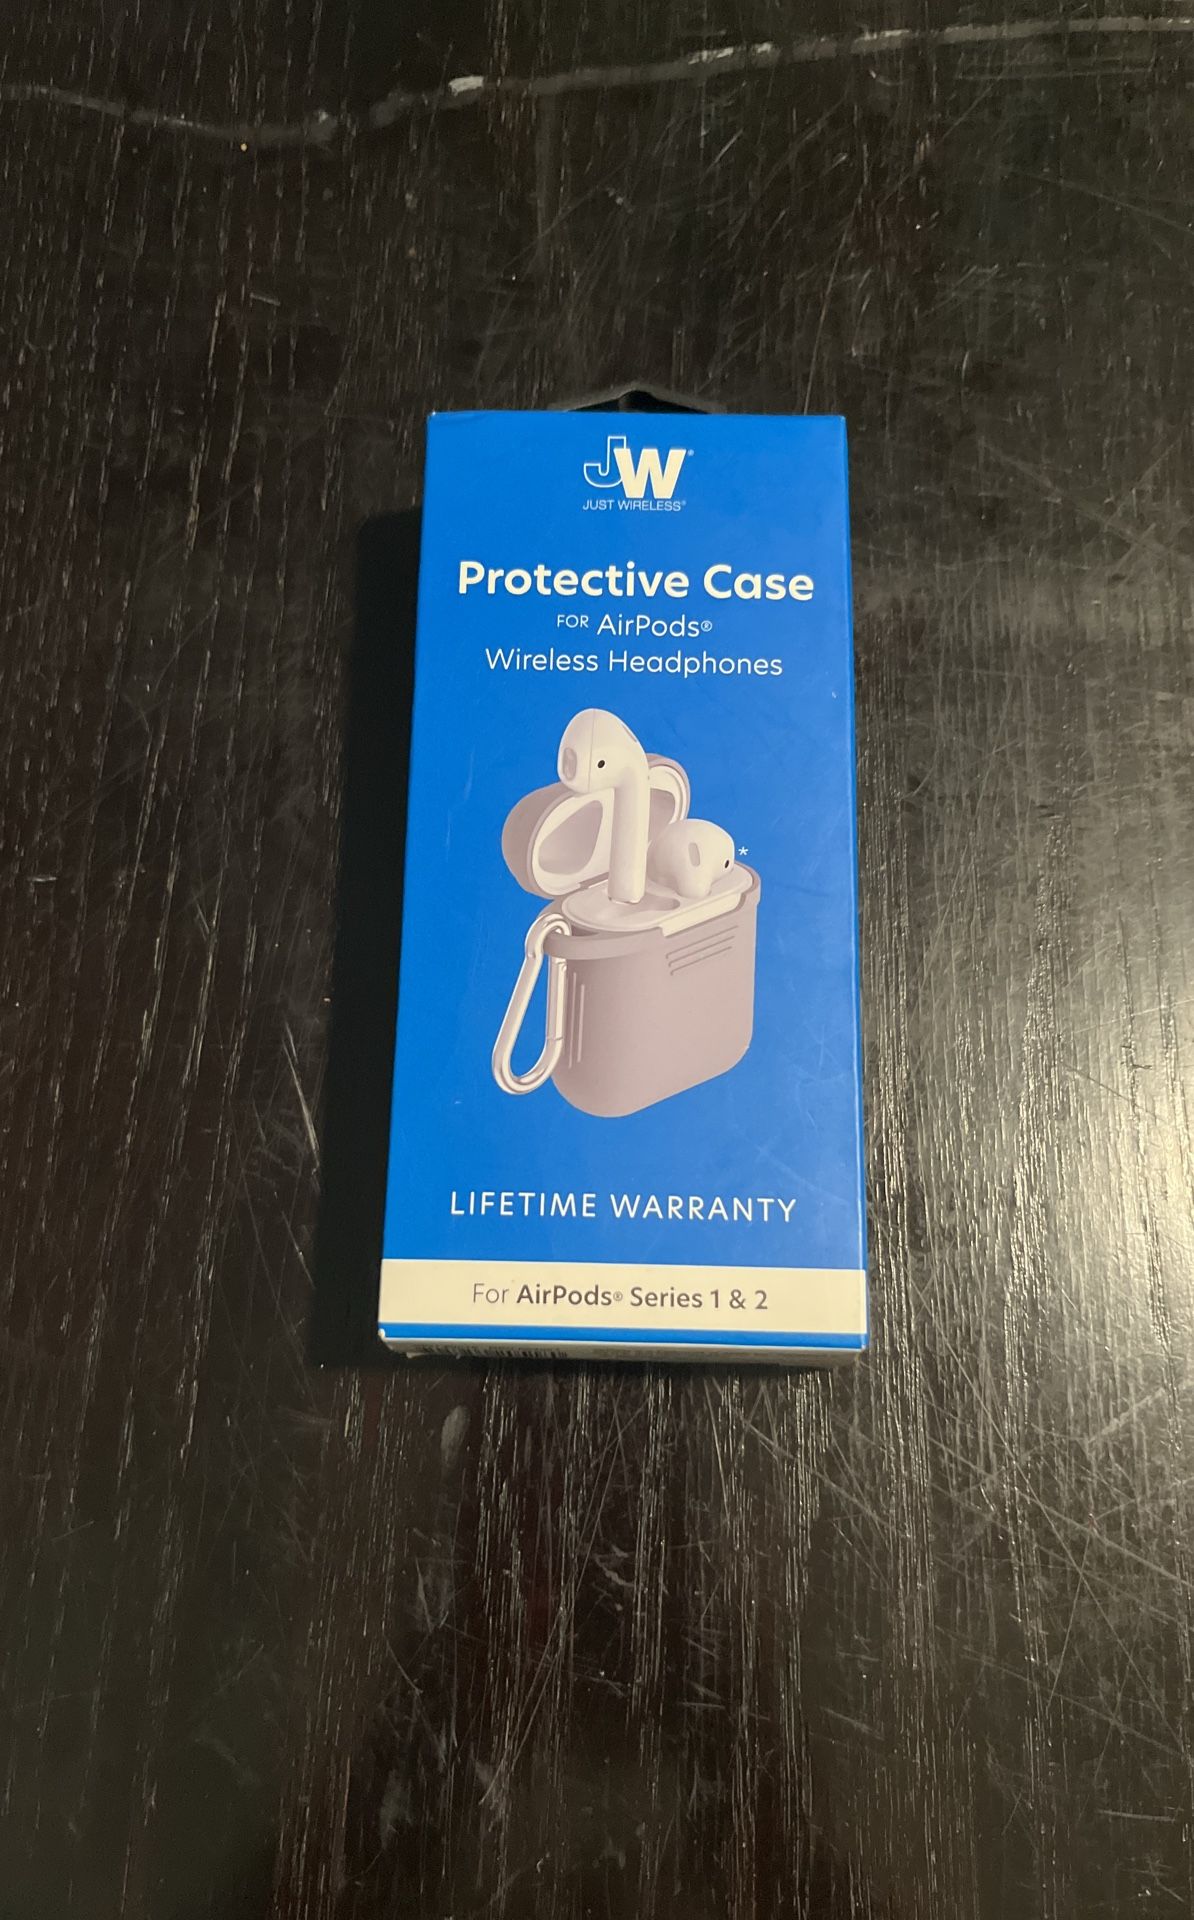 JW®
JUST WIRELESS®
Protective Case
FOR AirPods®
Wireless Headphones
*
LIFETIME WARRANTY
For AirPods® Series 1 & 2